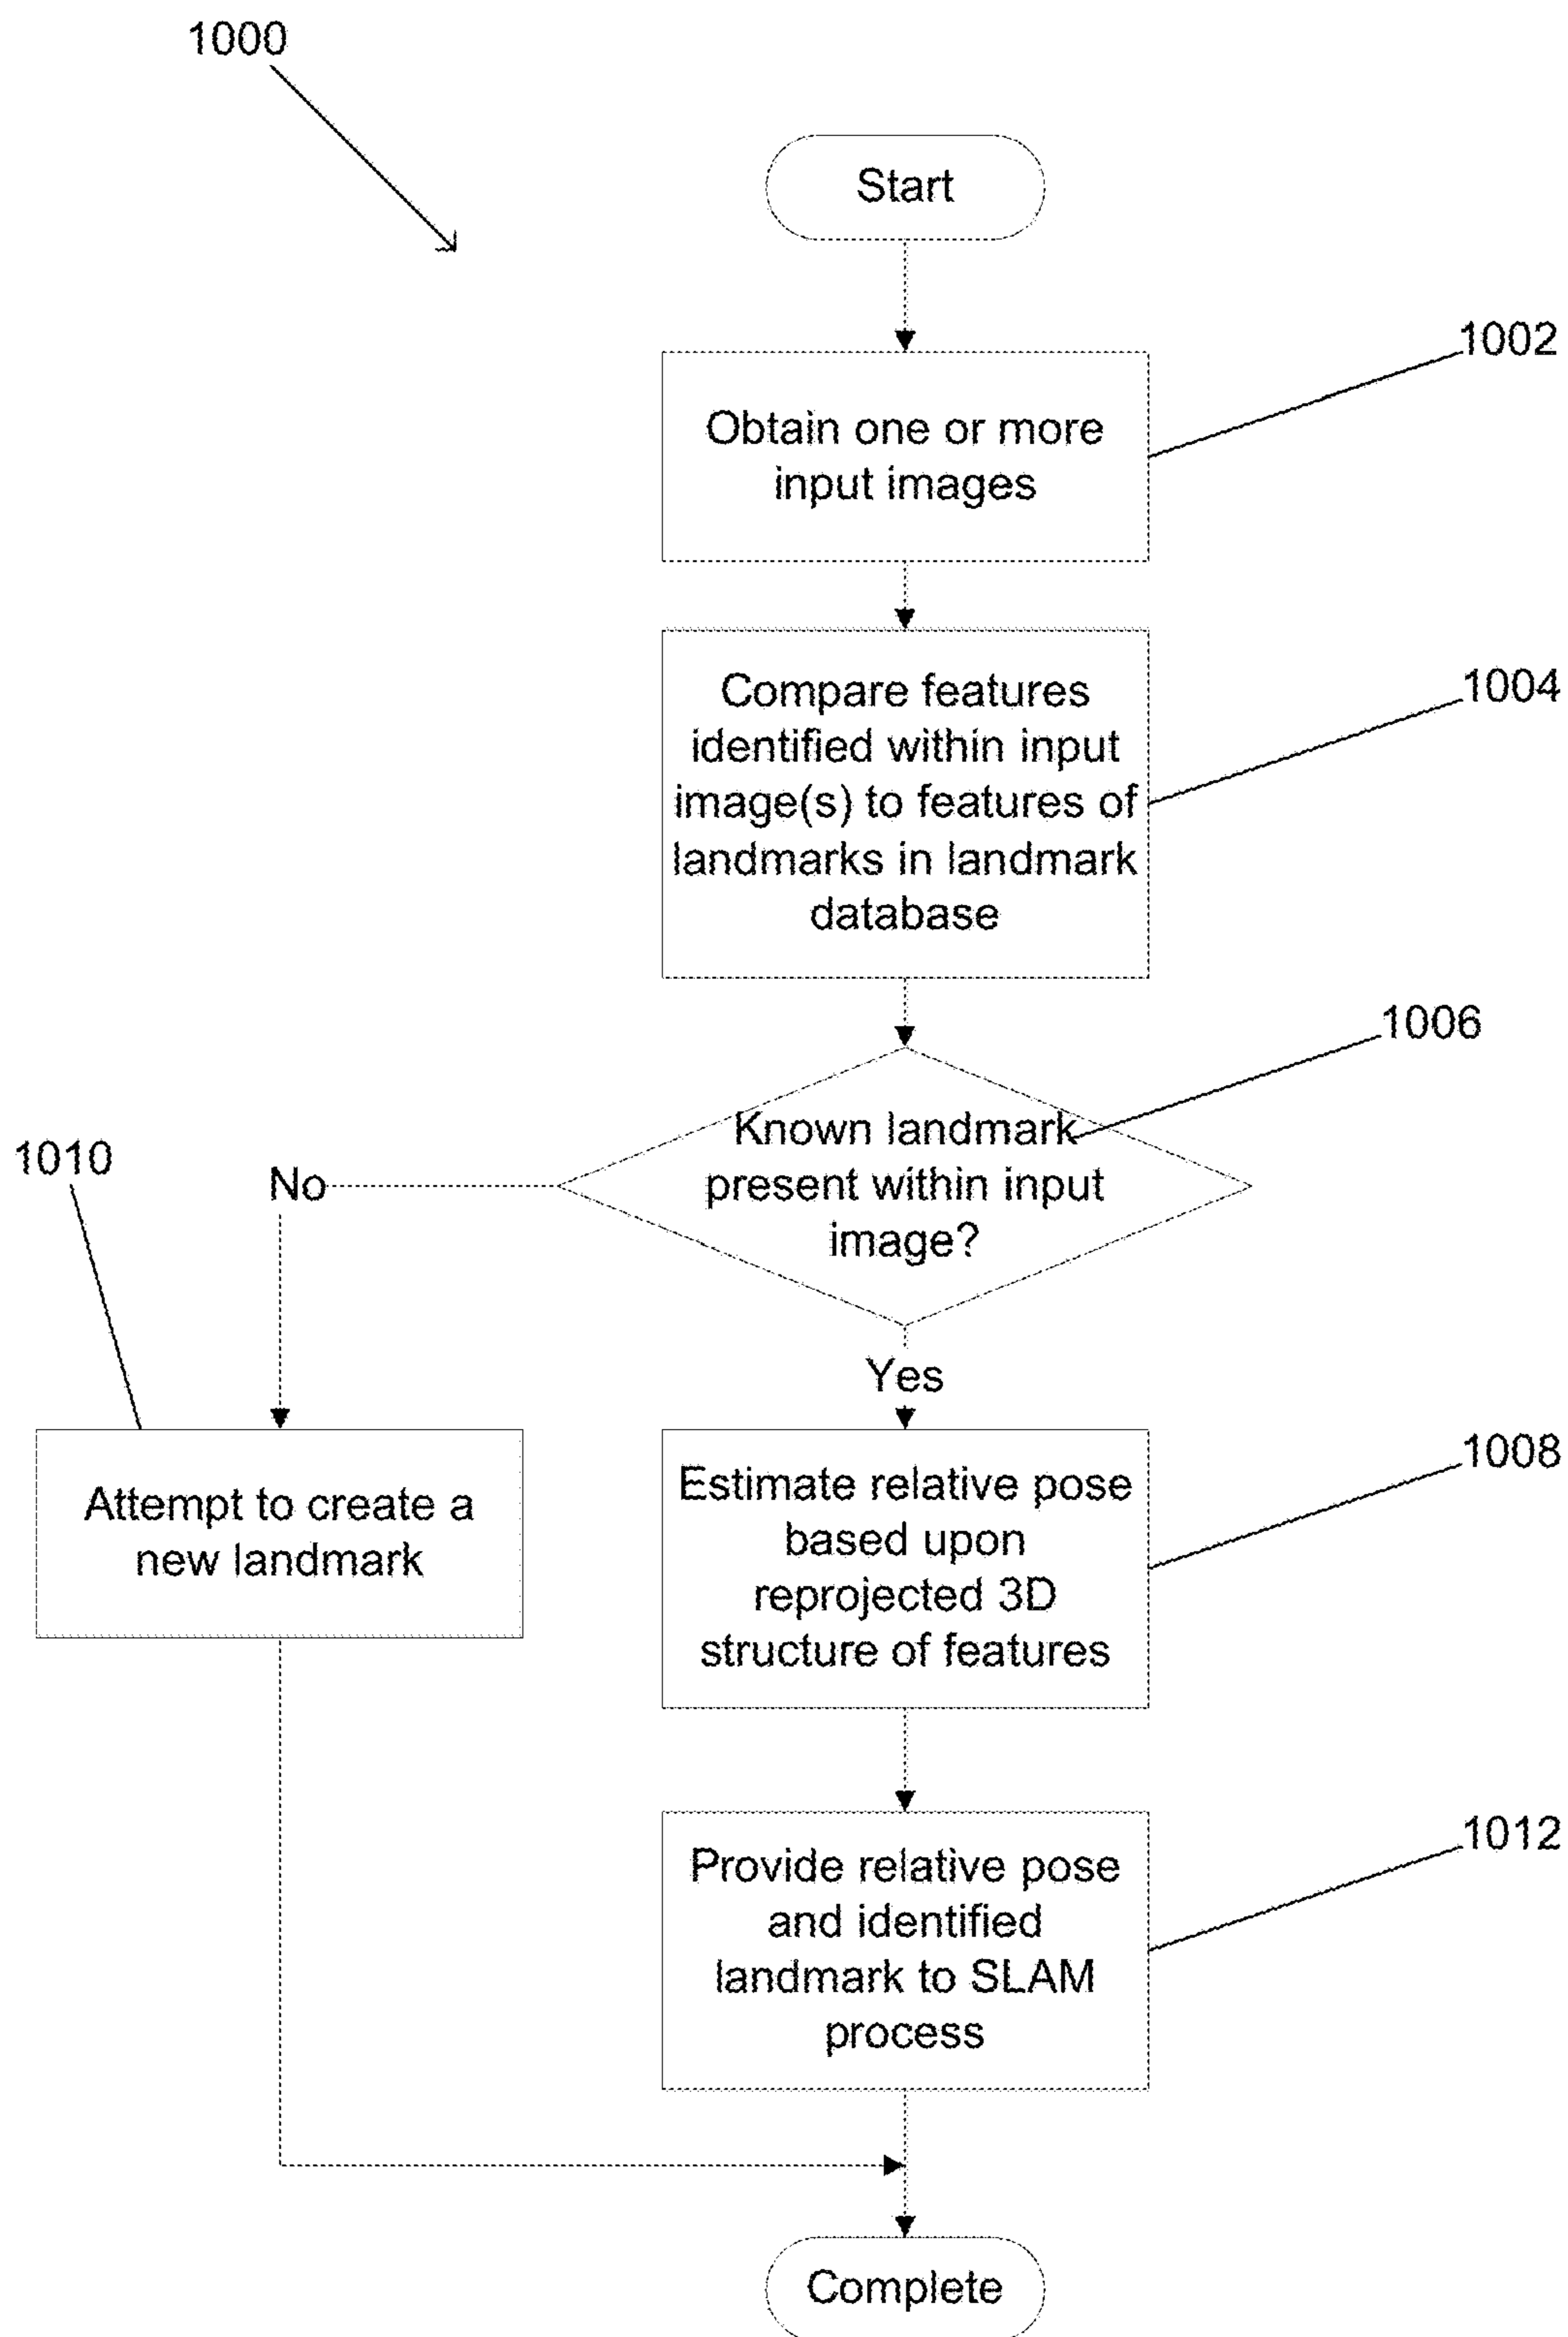 1000
Start
1002
Obtain one or more
input images
1004
Compare features
identified within input
image(s) to features of
landmarks in landmark
database
1006
Known landmark
present within input
image?
1010
No
Yes
1008
Attempt to create a
new landmark
Estimate relative pose
based upon
reprojected 3D
structure of features
1012
Provide relative pose
and identified
landmark to SLAM
process
Complete